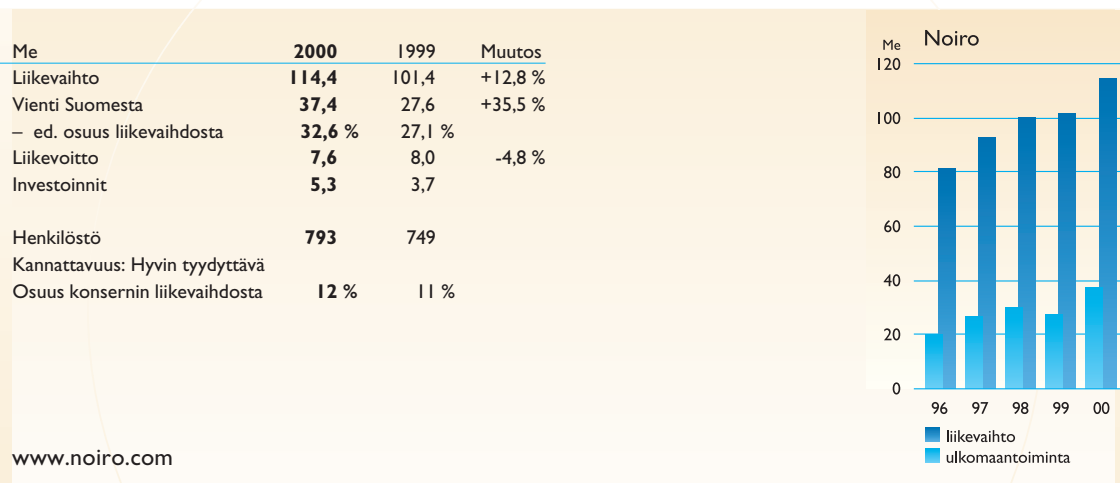 Me 2000 1999 Muutos
Liikevaihto 114,4 101,4 +12,8 %
Vienti Suomesta 37,4 27,6 +35,5 %
– ed. osuus liikevaihdosta 32,6 % 27,1 %
Liikevoitto 7,6 8,0 -4,8 %
Investoinnit 5,3 3,7
Henkilöstö 793 749
Kannattavuus: Hyvin tyydyttävä
Osuus konsernin liikevaihdosta 12 % 11 %
www.noiro.com
Me Noiro
120
100
80
60
40
20
0
96 97 98 99 00
liikevaihto
ulkomaantoiminta